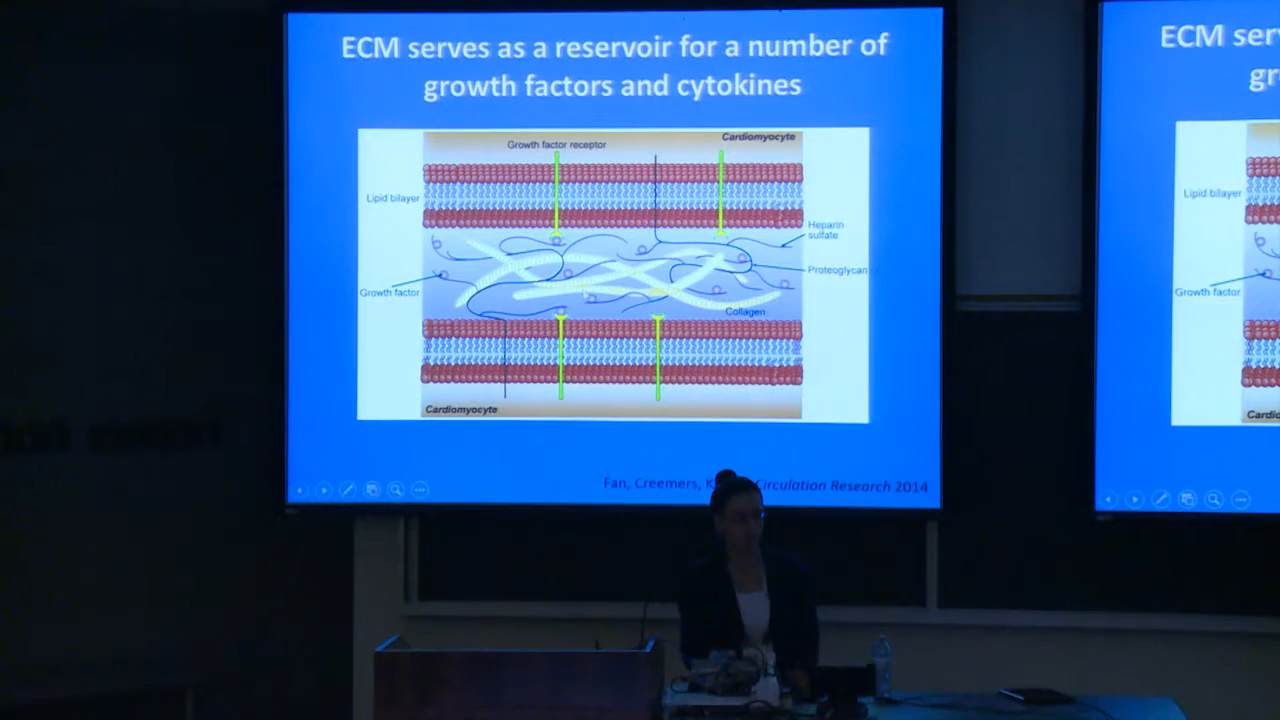 ECM serves as a reservoir for a number of
growth factors and cytokines
Growth factor receptor
Cardiomyocyte
Lipid bilayer
Heparin
sulfate
Proteoglycan
Growth factor
Collagen
Cardiomyocyte
Fan, Creemers, Circulation Research 2014
ECM
Lipid bilayer
Growth factor